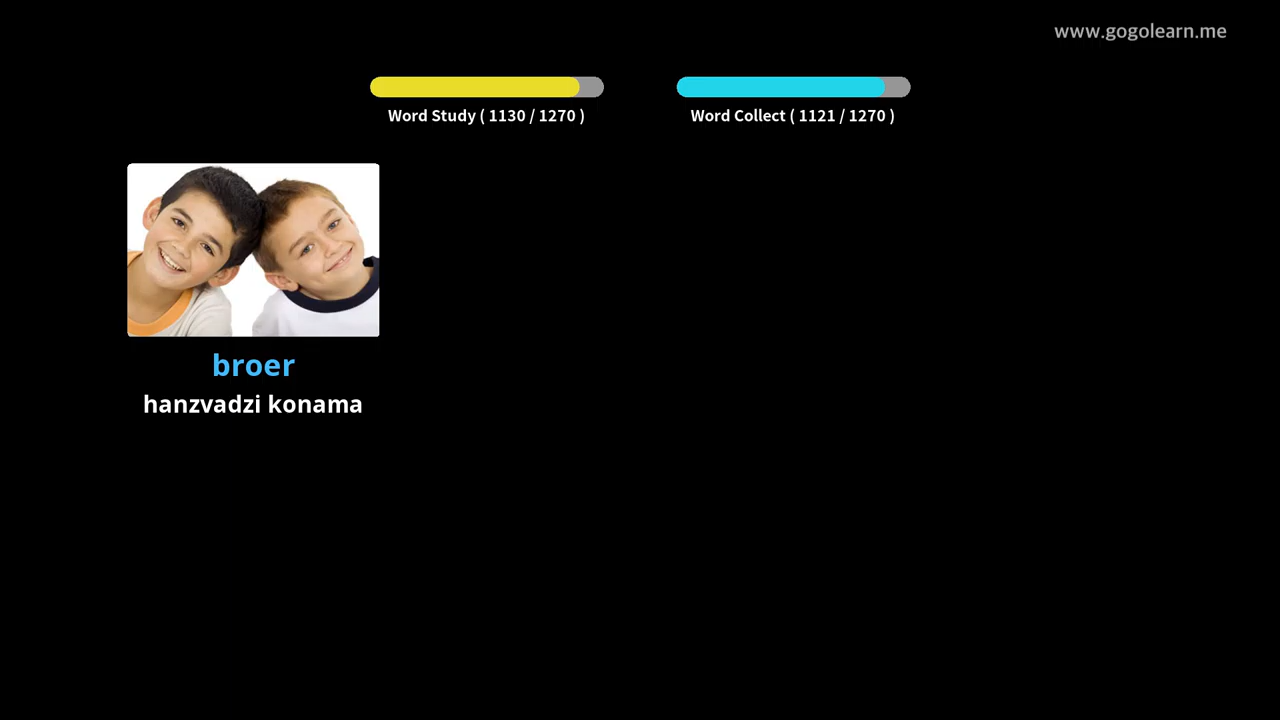 www.gogolearn.me
Word Study ( 1130 / 1270 )
Word Collect ( 1121 / 1270 )
broer
hanzvadzi konama